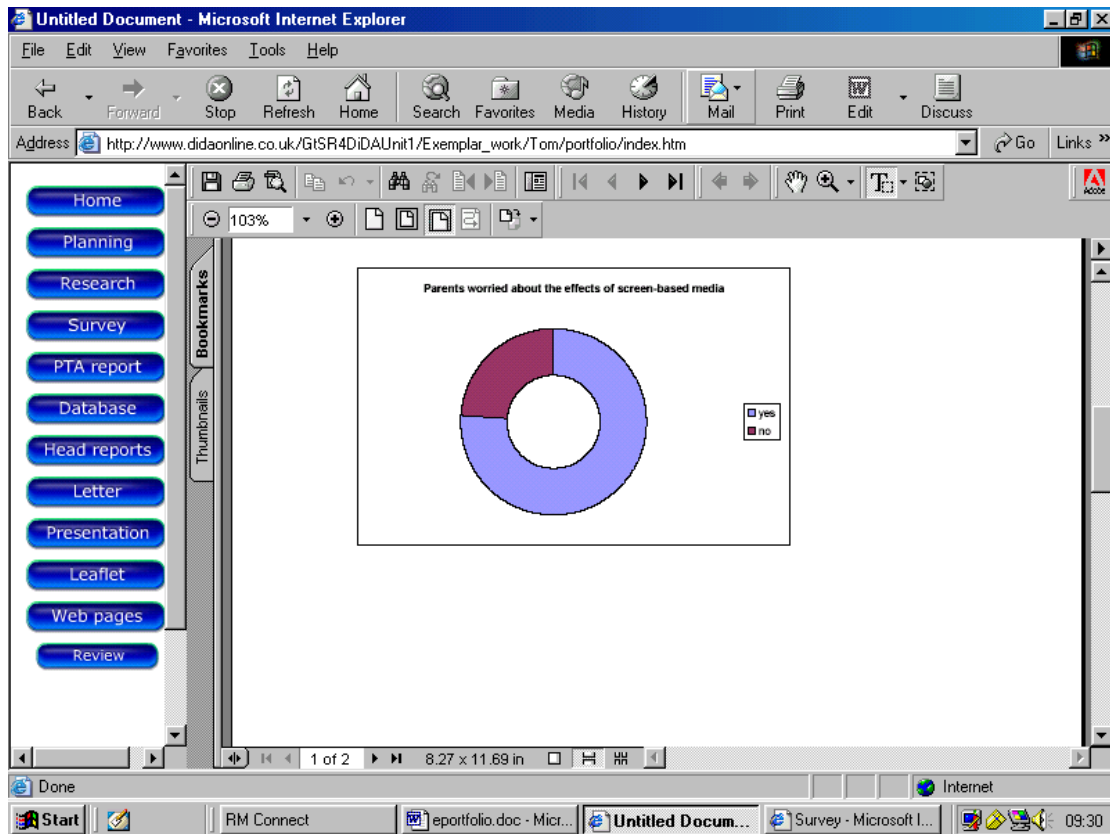 Untitled Document - Microsoft Internet Explorer
File Edit View Favorites Tools Help
Back Forward Stop Refresh Home Search Favorites Media History Mail Print Edit Discuss
Address http://www.didaonline.co.uk/GtSR4DiDAUnit1/Exemplar_work/Tom/portfolio/index.htm Go Links »
Adobe
103%
Home
Planning
Research
Survey
PTA report
Database
Head reports
Letter
Presentation
Leaflet
Web pages
Review
Bookmarks
Thumbnails
Parents worried about the effects of screen-based media
yes
no
1 of 2 8.27 x 11.69 in
Done Internet
Start RM Connect eportfolio.doc - Micr... Untitled Docum... Survey - Microsoft I... 09:30